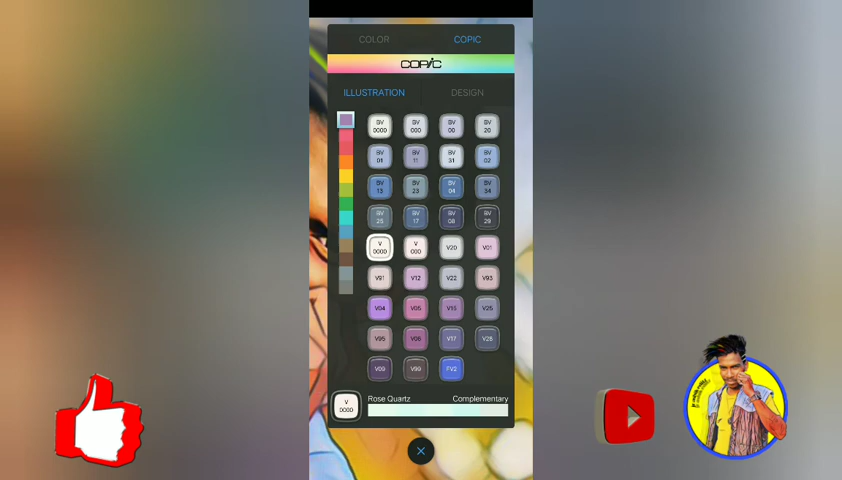 COLOR COPIC
COPIC
ILLUSTRATION DESIGN
BV 0000 BV 000 BV 00 BV 20
BV 01 BV 11 BV 31 BV 02
BV 13 BV 23 BV 04 BV 34
BV 25 BV 17 BV 08 BV 29
V 0000 V 000 V20 V01
V91 V12 V22 V93
V04 V05 V15 V25
V95 V06 V17 V28
V09 V99 FV2
V 0000 Rose Quartz Complementary